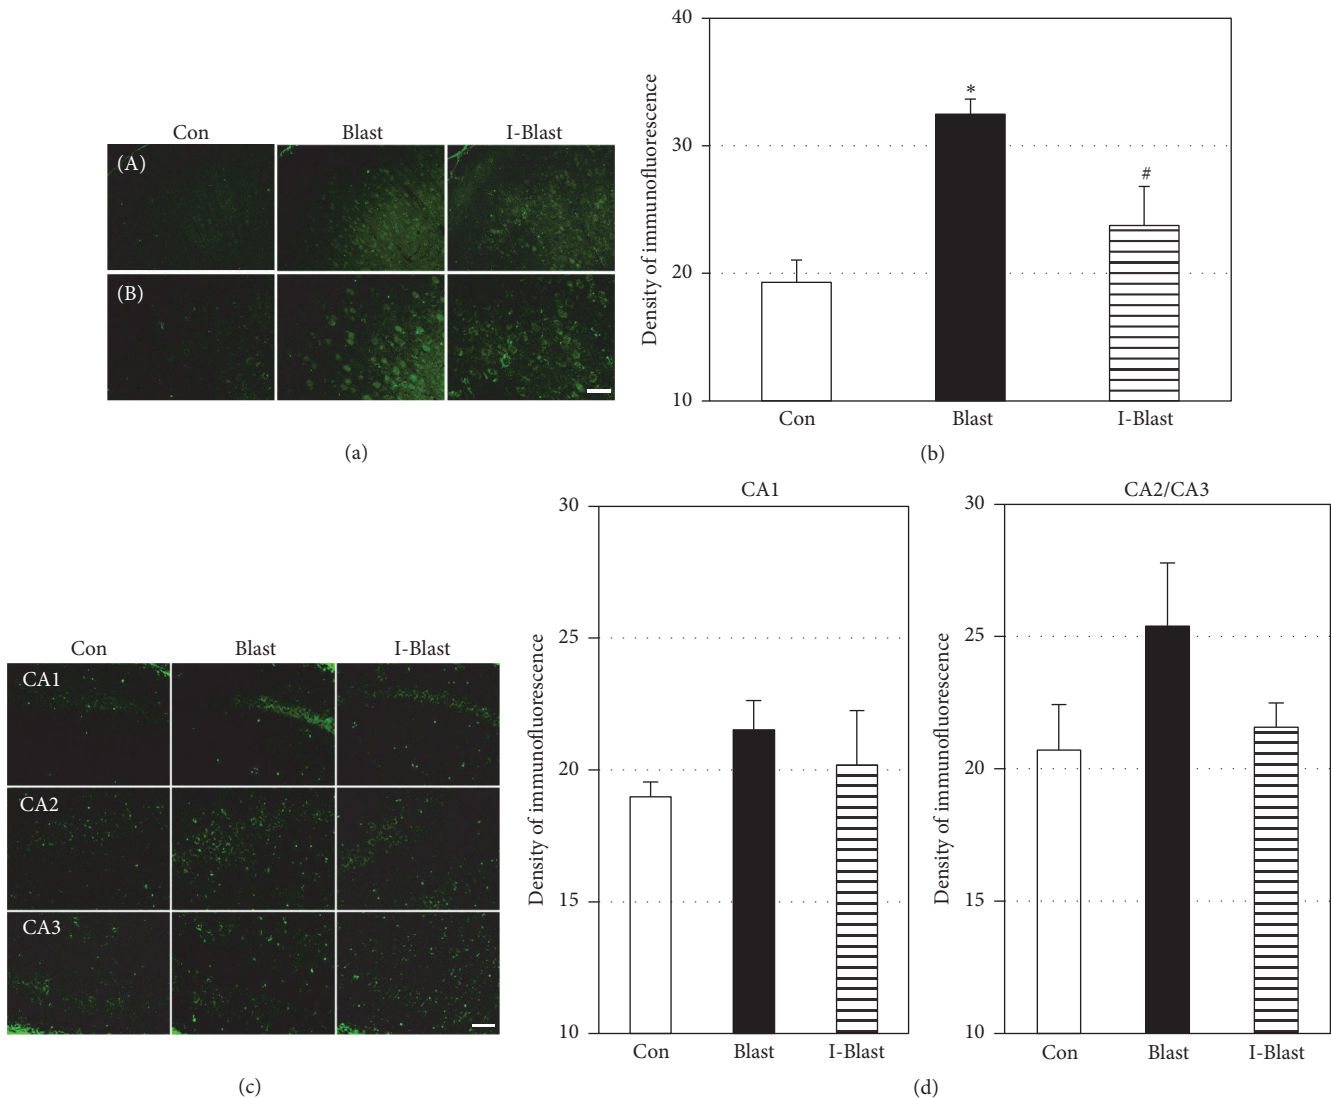 Con Blast I-Blast
(A)
(B)
(a)
40
30
20
10
Density of immunofluorescence
*
#
Con Blast I-Blast
(b)
Con Blast I-Blast
CA1
CA2
CA3
(c)
CA1
30
25
20
15
10
Density of immunofluorescence
Con Blast I-Blast
CA2/CA3
30
25
20
15
10
Density of immunofluorescence
Con Blast I-Blast
(d)